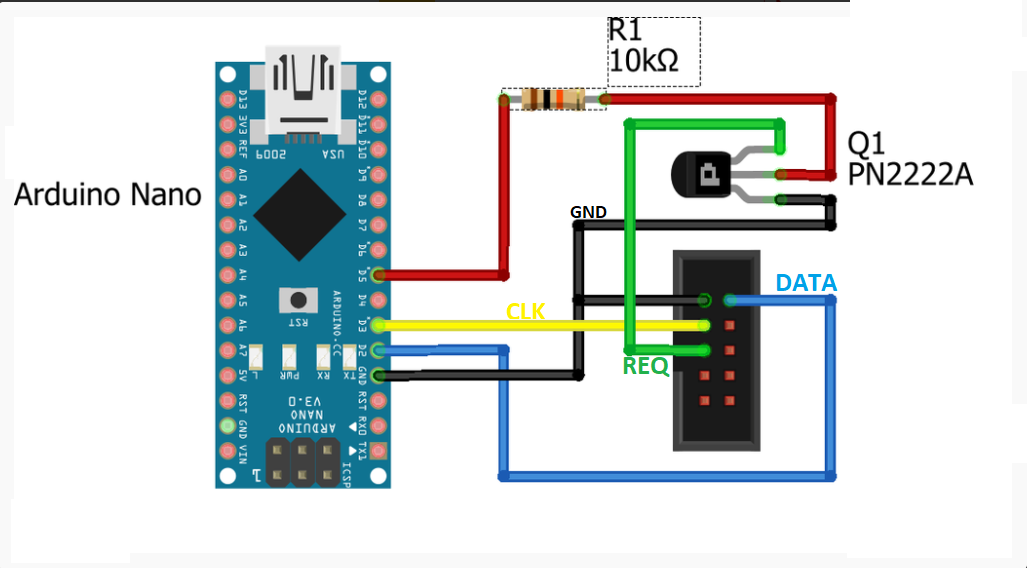 R1
10kΩ
Q1
PN2222A
Arduino Nano
GND
DATA
CLK
REQ
D13
3V3
REF
A0
A1
A2
A3
A4
A5
A6
A7
5V
RST
GND
VIN
D12
D11
D10
D9
D8
D7
D6
D5
D4
D3
D2
GND
RST
RX0
TX1
USA
2009
RST
ARDUINO.CC
L
PWR
RX
TX
ARDUINO
NANO
V3.0
ICSP
1